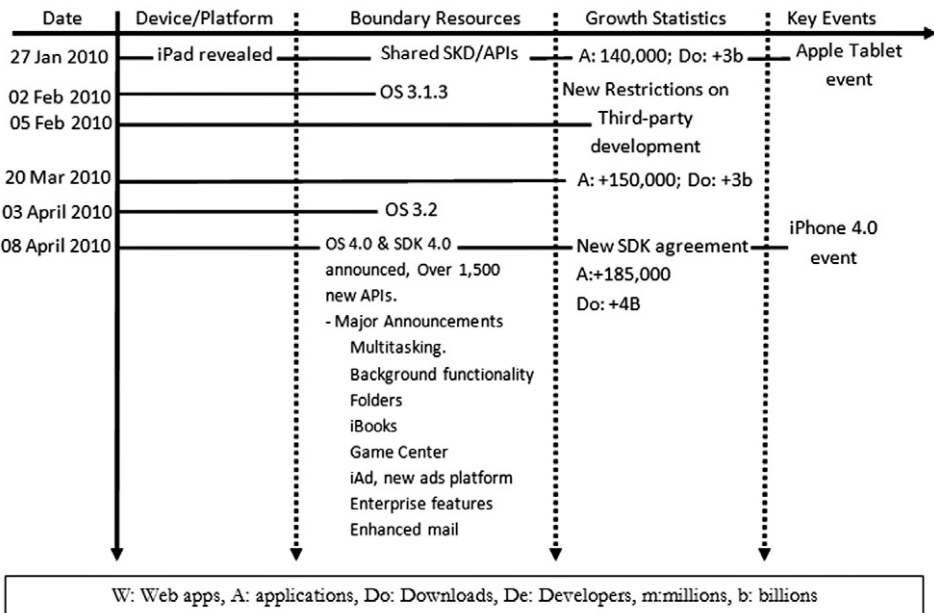 Date Device/Platform Boundary Resources Growth Statistics Key Events
27 Jan 2010 iPad revealed Shared SKD/APIs A: 140,000; Do: +3b Apple Tablet
event
02 Feb 2010 OS 3.1.3 New Restrictions on
05 Feb 2010 Third-party
development
20 Mar 2010 A: +150,000; Do: +3b
03 April 2010 OS 3.2
08 April 2010 OS 4.0 & SDK 4.0 New SDK agreement iPhone 4.0
event
announced, Over 1,500 A:+185,000
new APIs. Do: +4B
- Major Announcements
Multitasking.
Background functionality
Folders
iBooks
Game Center
iAd, new ads platform
Enterprise features
Enhanced mail
W: Web apps, A: applications, Do: Downloads, De: Developers, m:millions, b: billions